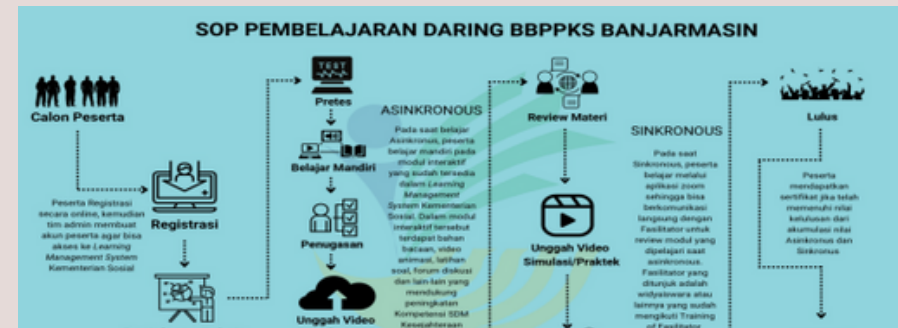 SOP PEMBELAJARAN DARING BBPPKS BANJARMASIN
Calon Peserta
Peserta Registrasi
secara online, kemudian
tim admin membuat
akun peserta agar bisa
akses ke Learning
Management System
Kementerian Sosial
Registrasi
TEST
Pretes
Belajar Mandiri
Penugasan
Unggah Video
ASINKRONOUS
Pada saat belajar
Asinkronus, peserta
belajar mandiri pada
modul interaktif
yang sudah tersedia
dalam Learning
Management
System Kementerian
Sosial. Dalam modul
interaktif tersebut
terdapat bahan
bacaan, video
animasi, latihan
soal, forum diskusi
dan lain-lain yang
mendukung
peningkatan
Kompetensi SDM
Kesejahteraan
Review Materi
Unggah Video
Simulasi/Praktek
SINKRONOUS
Pada saat
Sinkronous, peserta
belajar melalui
aplikasi zoom
sehingga bisa
berkomunikasi
langsung dengan
Fasilitator untuk
review modul yang
dipelajari saat
asinkronous.
Fasilitator yang
ditunjuk adalah
widyaiswara atau
lainnya yang sudah
mengikuti Training
of Fasilitator
Lulus
Peserta
mendapatkan
sertifikat jika telah
memenuhi nilai
kelulusan dari
akumulasi nilai
Asinkronus dan
Sinkronus